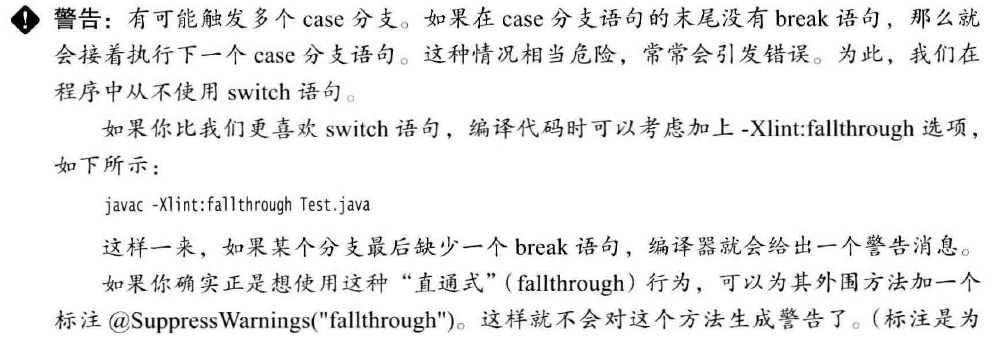 警告：有可能触发多个 case 分支。如果在 case 分支语句的末尾没有 break 语句，那么就
会接着执行下一个 case 分支语句。这种情况相当危险，常常会引发错误。为此，我们在
程序中从不使用 switch 语句。
如果你比我们更喜欢 switch 语句，编译代码时可以考虑加上 -Xlint:fallthrough 选项，
如下所示：
javac -Xlint:fallthrough Test.java
这样一来，如果某个分支最后缺少一个 break 语句，编译器就会给出一个警告消息。
如果你确实正是想使用这种“直通式”（fallthrough）行为，可以为其外围方法加一个
标注 @SuppressWarnings("fallthrough")。这样就不会对这个方法生成警告了。（标注是为